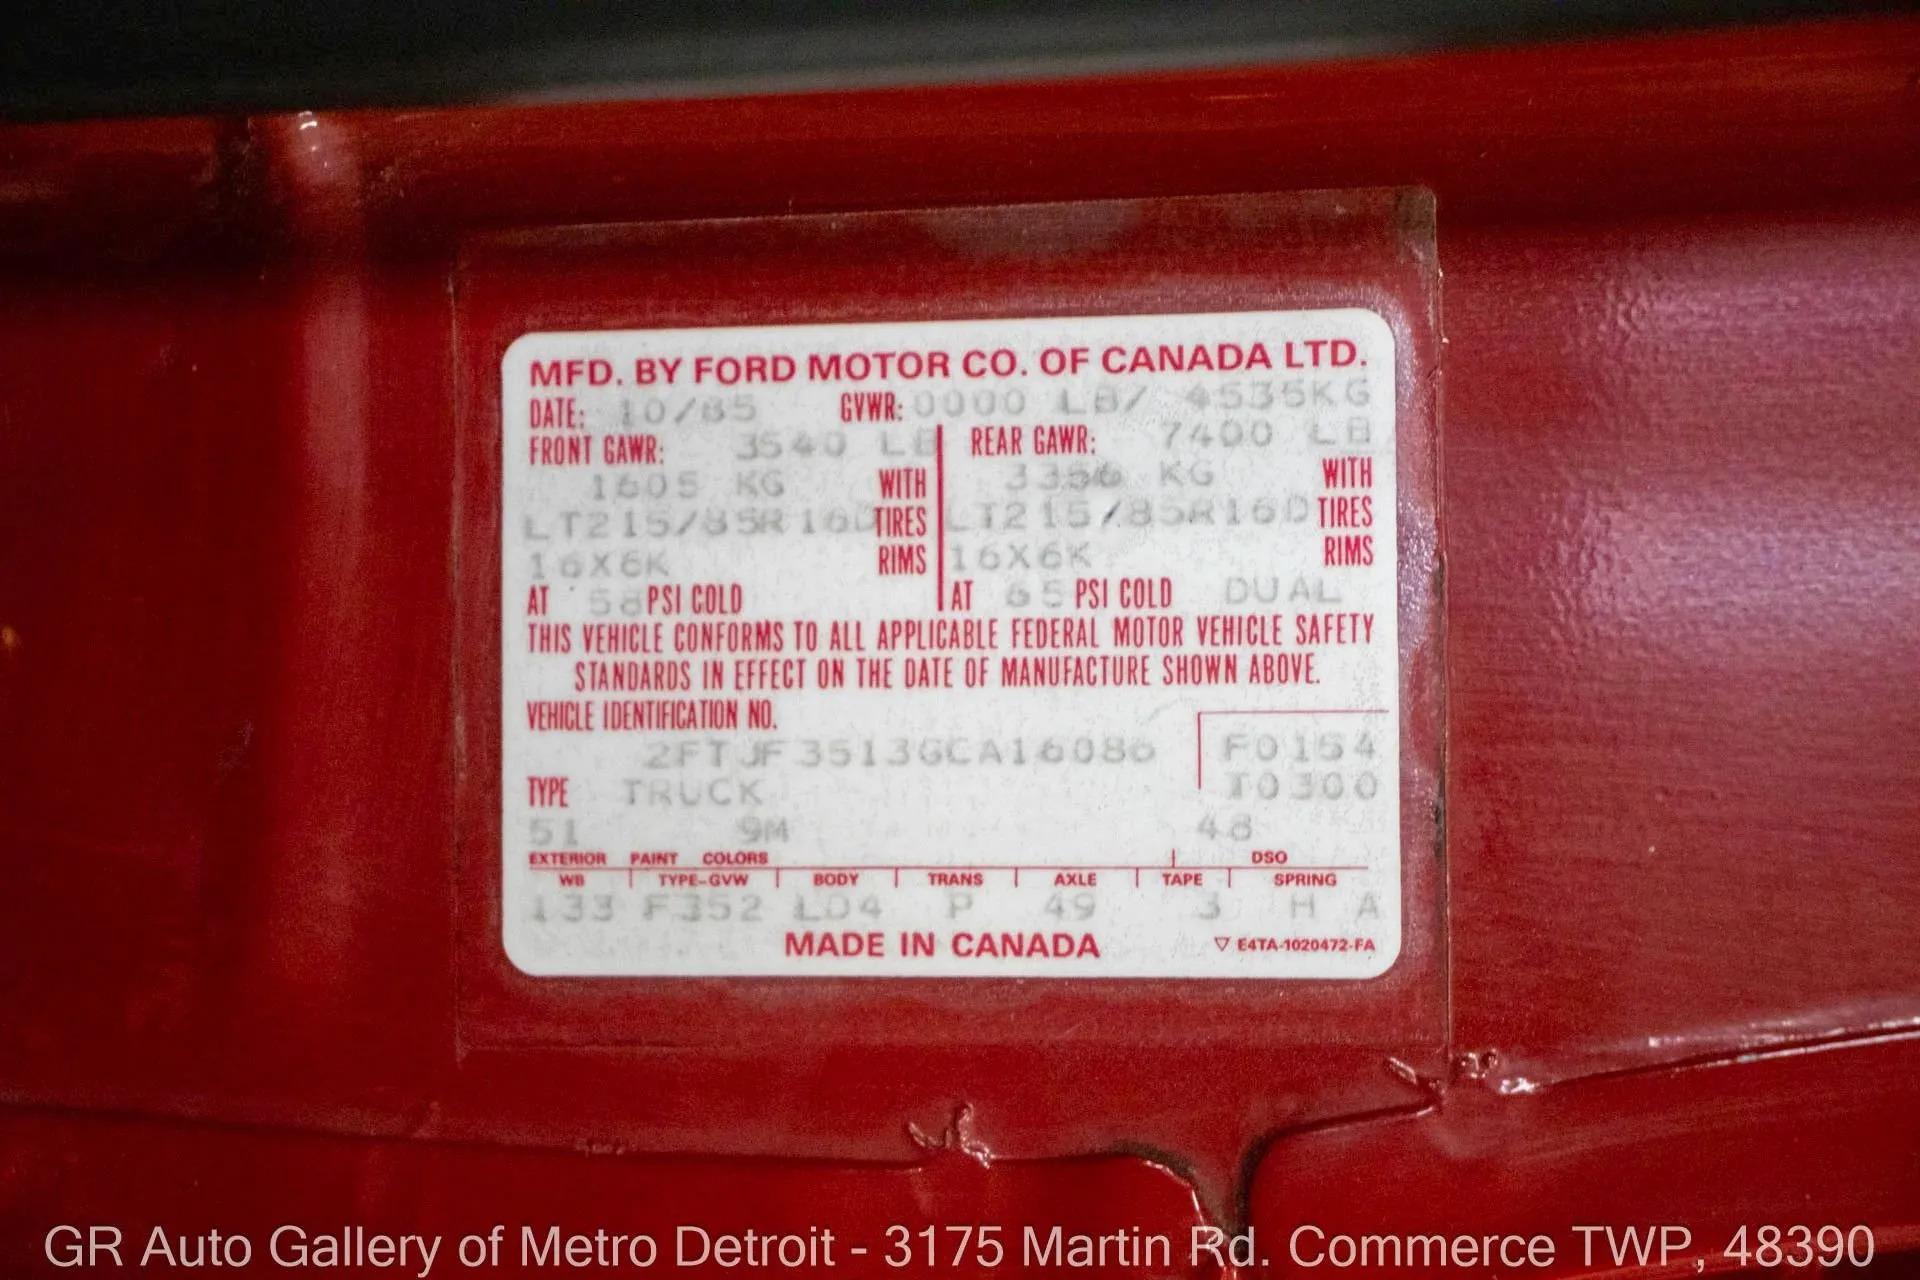 MFD. BY FORD MOTOR CO. OF CANADA LTD.
DATE: 10/85 GVWR: 0000 LB/ 4535KG
FRONT GAWR: 3540 LB REAR GAWR: 7400 LB
1605 KG WITH 3356 KG WITH
LT215/85R16D TIRES LT215/85R16D TIRES
16X6K RIMS 16X6K RIMS
AT 58 PSI COLD AT 65 PSI COLD DUAL
THIS VEHICLE CONFORMS TO ALL APPLICABLE FEDERAL MOTOR VEHICLE SAFETY
STANDARDS IN EFFECT ON THE DATE OF MANUFACTURE SHOWN ABOVE.
VEHICLE IDENTIFICATION NO.
2FTJF3513GCA16086 F0154
TYPE TRUCK T0300
51 9M 48
EXTERIOR PAINT COLORS DSO
WB TYPE-GVW BODY TRANS AXLE TAPE SPRING
133 F352 LD4 P 49 3 H A
MADE IN CANADA ▽ E4TA-1020472-FA
GR Auto Gallery of Metro Detroit - 3175 Martin Rd. Commerce TWP, 48390